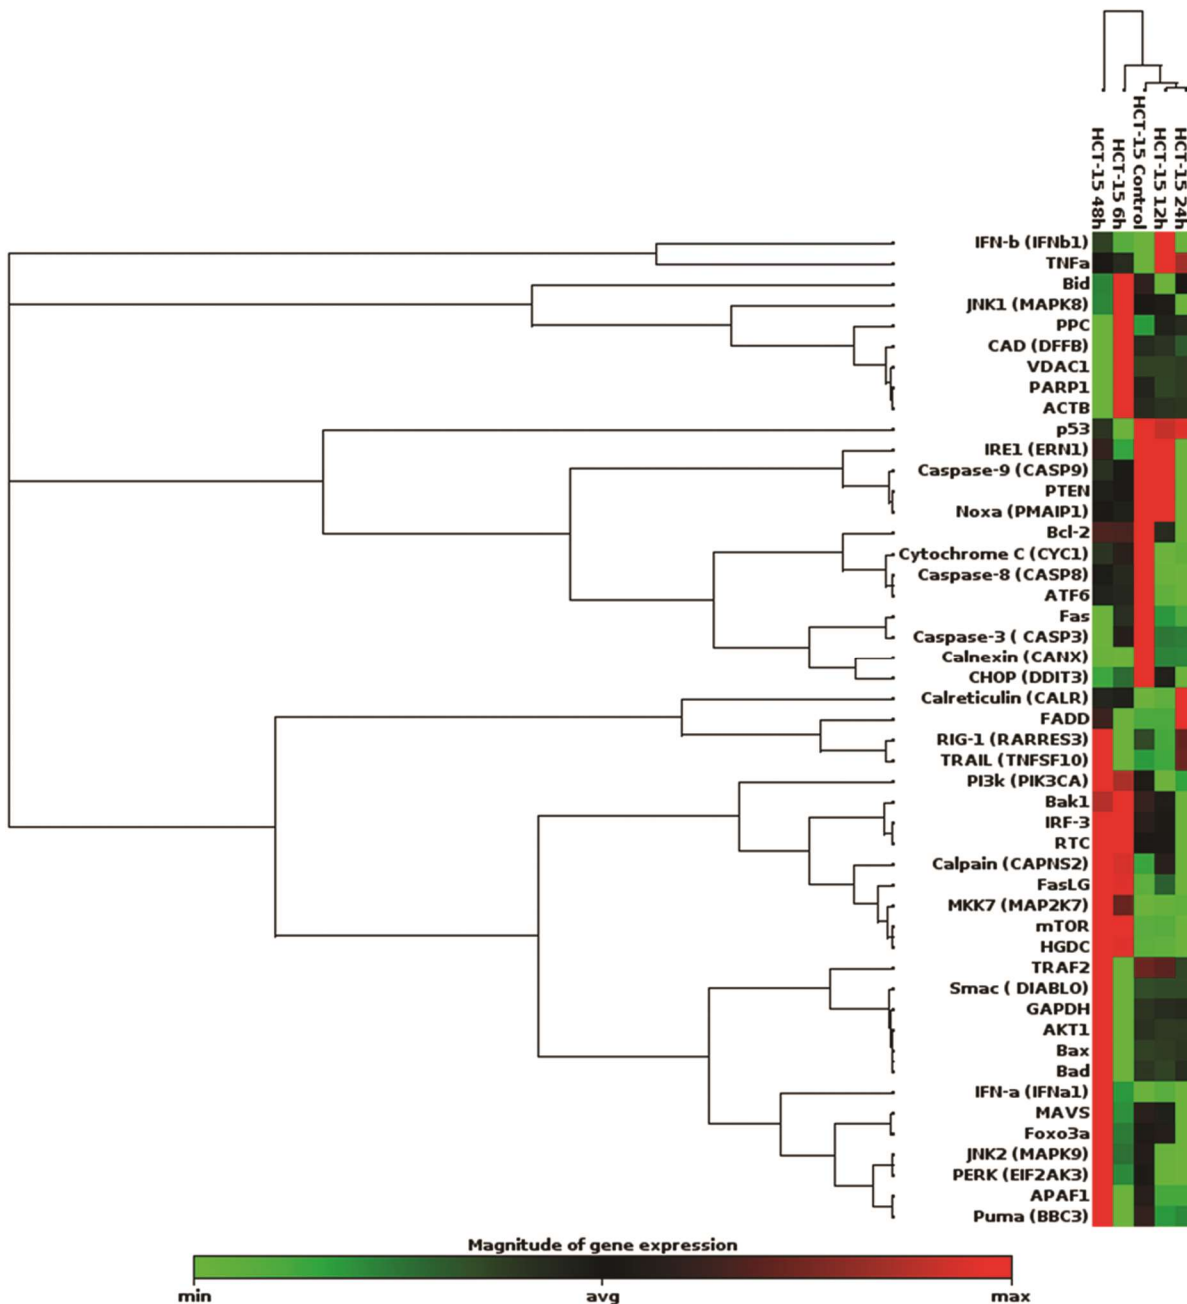 HCT-15 48h
HCT-15 6h
HCT-15 Control
HCT-15 12h
HCT-15 24h
IFN-b (IFNb1)
TNFa
Bid
JNK1 (MAPK8)
PPC
CAD (DFFB)
VDAC1
PARP1
ACTB
p53
IRE1 (ERN1)
Caspase-9 (CASP9)
PTEN
Noxa (PMAIP1)
Bcl-2
Cytochrome C (CYC1)
Caspase-8 (CASP8)
ATF6
Fas
Caspase-3 ( CASP3)
Calnexin (CANX)
CHOP (DDIT3)
Calreticulin (CALR)
FADD
RIG-1 (RARRES3)
TRAIL (TNFSF10)
PI3k (PIK3CA)
Bak1
IRF-3
RTC
Calpain (CAPNS2)
FasLG
MKK7 (MAP2K7)
mTOR
HGDC
TRAF2
Smac ( DIABLO)
GAPDH
AKT1
Bax
Bad
IFN-a (IFNa1)
MAVS
Foxo3a
JNK2 (MAPK9)
PERK (EIF2AK3)
APAF1
Puma (BBC3)
Magnitude of gene expression
min avg max